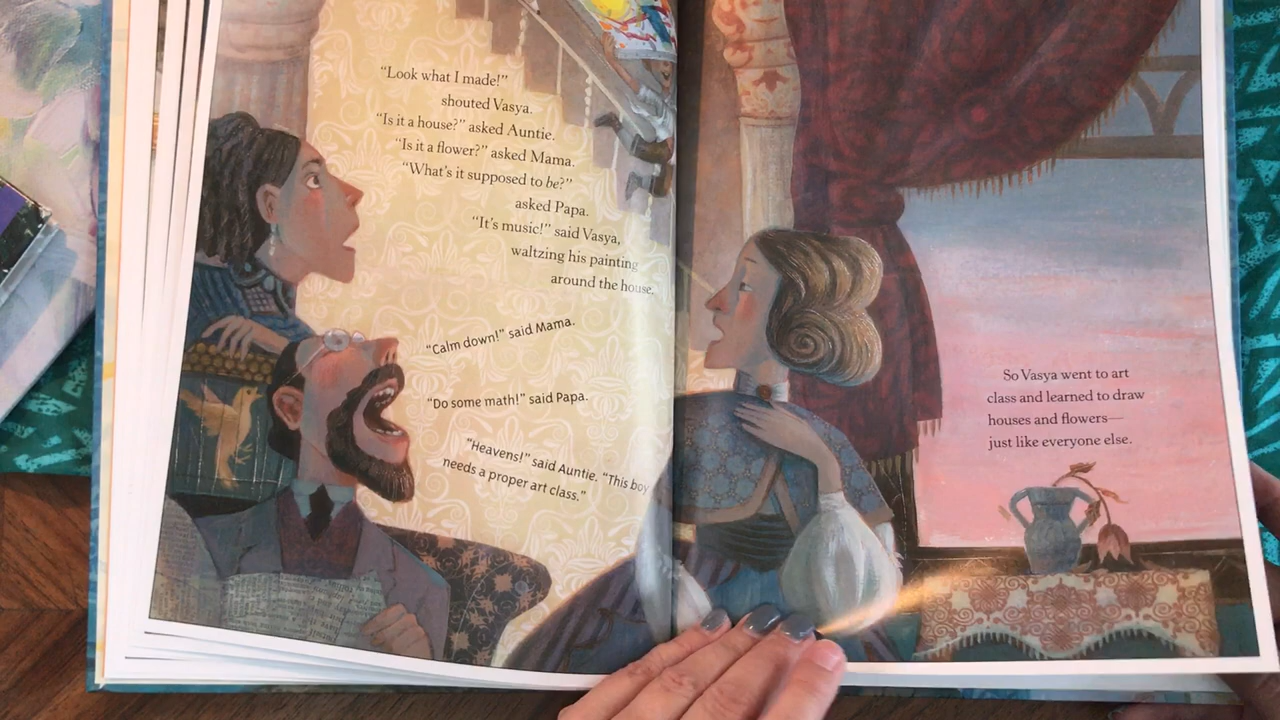 “Look what I made!”
shouted Vasya.
“Is it a house?” asked Auntie.
“Is it a flower?” asked Mama.
“What’s it supposed to be?”
asked Papa.
“It’s music!” said Vasya,
waltzing his painting
around the house.
“Calm down!” said Mama.
“Do some math!” said Papa.
“Heavens!” said Auntie. “This boy
needs a proper art class.”
So Vasya went to art
class and learned to draw
houses and flowers—
just like everyone else.